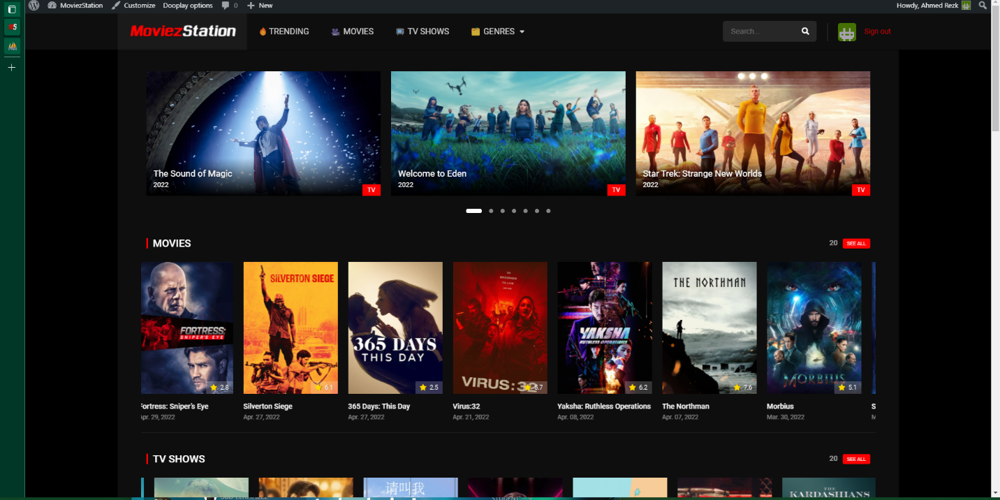 MoviezStation
Customize
Dooplay options
0
New
Howdy, Ahmed Rezk
MS
MoviezStation
TRENDING
MOVIES
TV SHOWS
GENRES
Search...
Sign out
The Sound of Magic
2022
TV
Welcome to Eden
2022
TV
Star Trek: Strange New Worlds
2022
TV
MOVIES
20
SEE ALL
FORTRESS:
SNIPER'S EYE
2.8
SILVERTON SIEGE
6.1
365 DAYS
THIS DAY
2.5
VIRUS:32
5.7
YAKSHA
RUTHLESS OPERATIONS
6.2
THE NORTHMAN
7.6
MORBIUS
5.1
Fortress: Sniper's Eye
Apr. 29, 2022
Silverton Siege
Apr. 27, 2022
365 Days: This Day
Apr. 27, 2022
Virus:32
Apr. 21, 2022
Yaksha: Ruthless Operations
Apr. 08, 2022
The Northman
Apr. 07, 2022
Morbius
Mar. 30, 2022
S
M
TV SHOWS
20
SEE ALL
请叫我
STUDENT
THE
KARDASHIANS